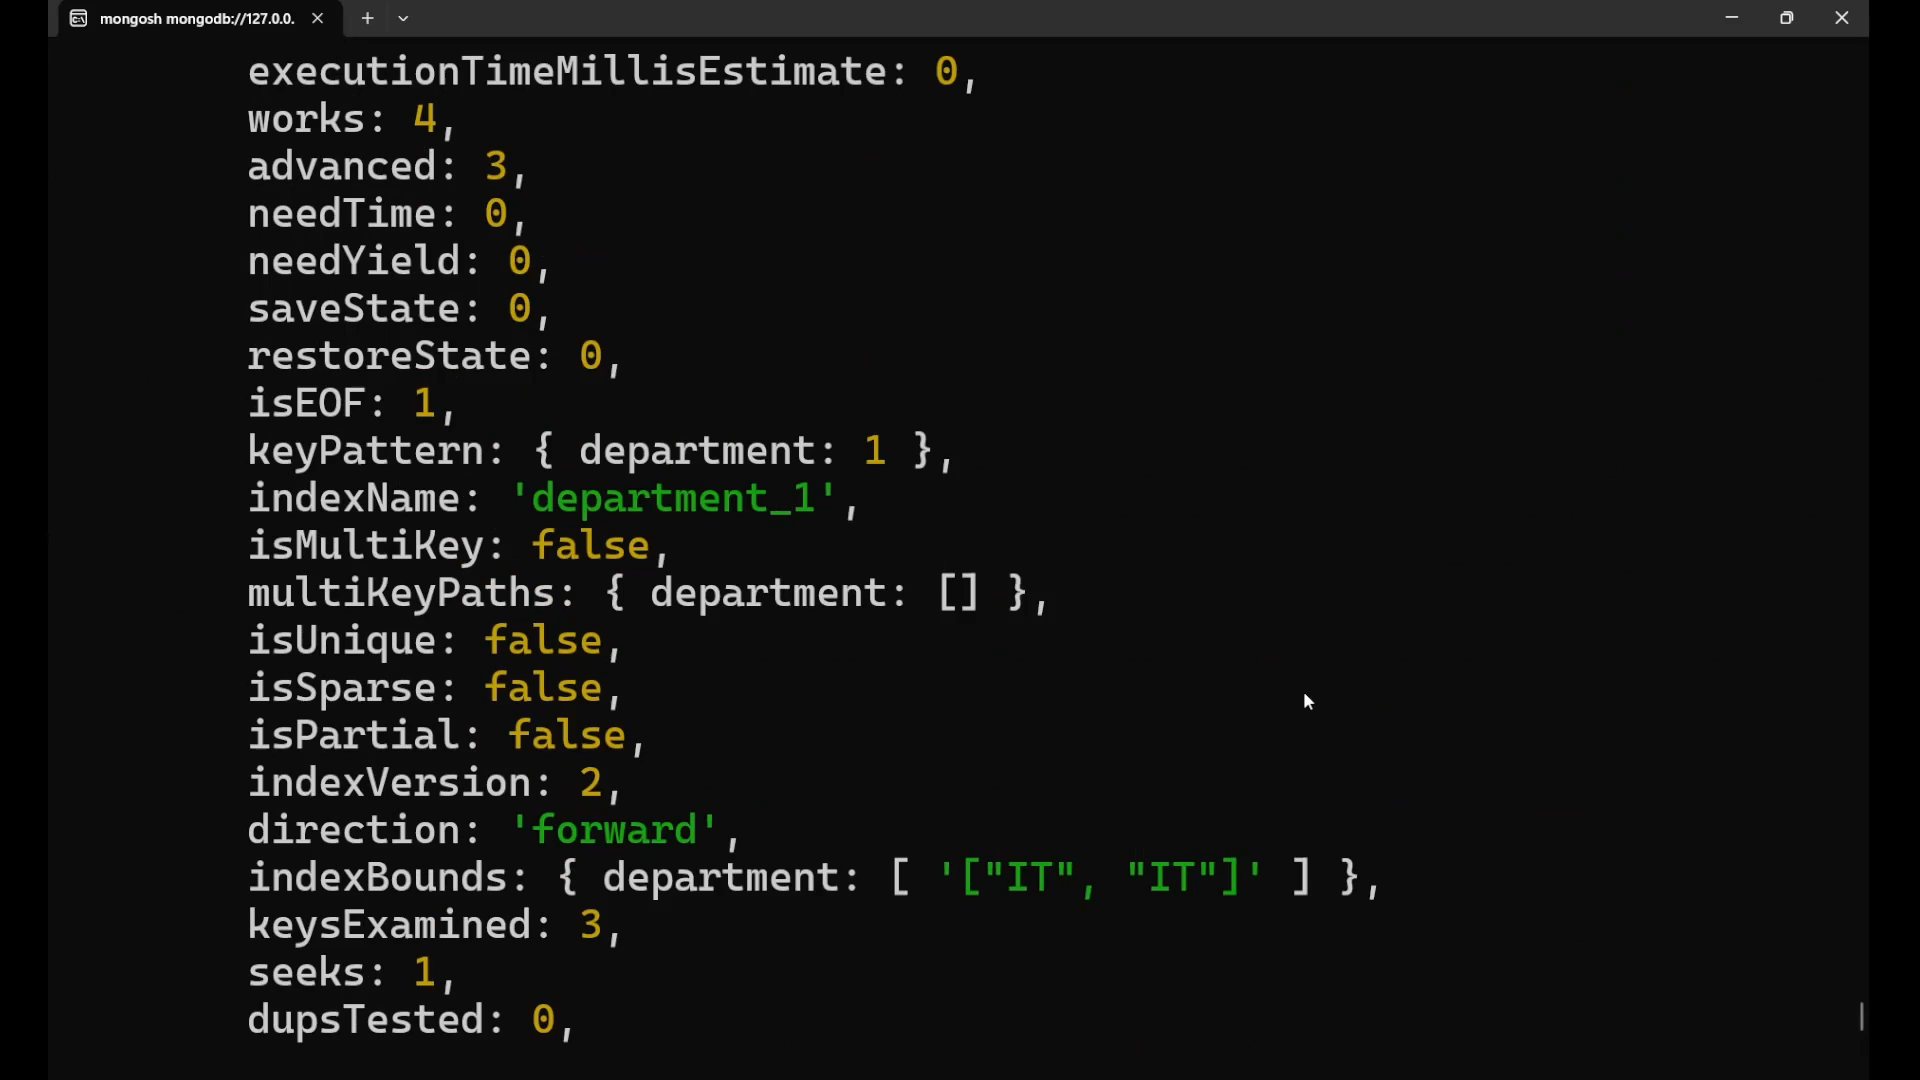 mongosh mongodb://127.0.0.
executionTimeMillisEstimate: 0,
works: 4,
advanced: 3,
needTime: 0,
needYield: 0,
saveState: 0,
restoreState: 0,
isEOF: 1,
keyPattern: { department: 1 },
indexName: 'department_1',
isMultiKey: false,
multiKeyPaths: { department: [] },
isUnique: false,
isSparse: false,
isPartial: false,
indexVersion: 2,
direction: 'forward',
indexBounds: { department: [ '["IT", "IT"]' ] },
keysExamined: 3,
seeks: 1,
dupsTested: 0,